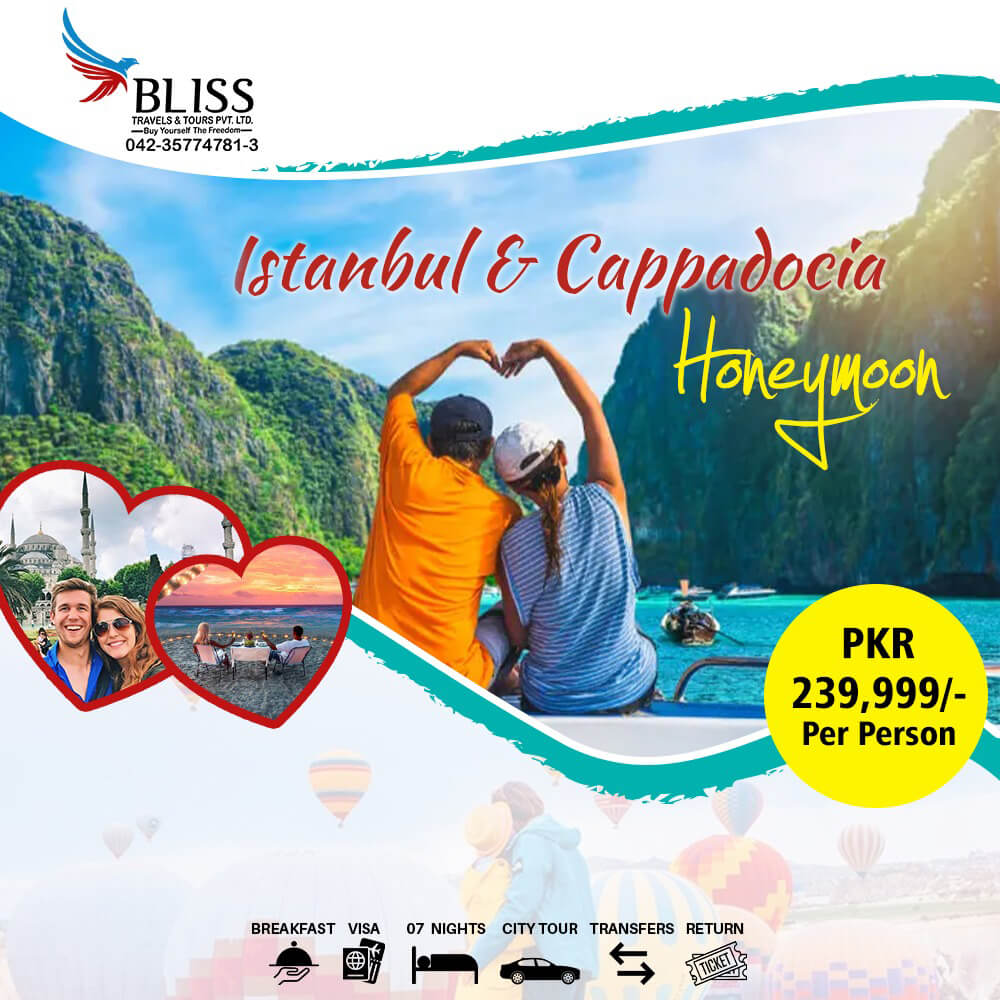 BLISS
TRAVELS & TOURS PVT. LTD.
Buy Yourself The Freedom
042-35774781-3
Istanbul & Cappadocia
Honeymoon
PKR
239,999/-
Per Person
BREAKFAST VISA 07 NIGHTS CITY TOUR TRANSFERS RETURN
TICKET